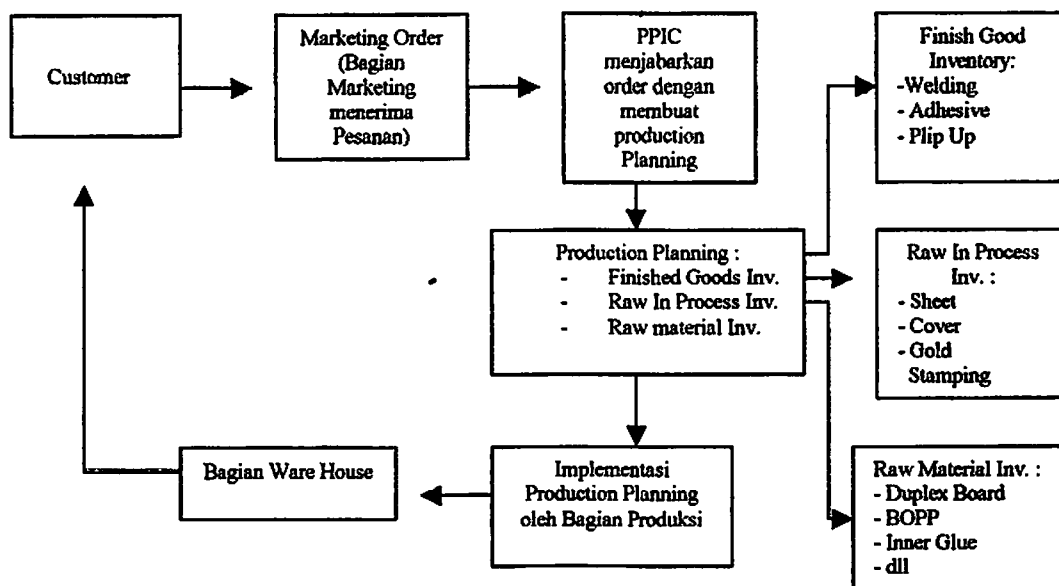 Customer
Marketing Order
(Bagian
Marketing
menerima
Pesanan)
PPIC
menjabarkan
order dengan
membuat
production
Planning
Finish Good
Inventory:
-Welding
- Adhesive
- Plip Up
Production Planning :
- Finished Goods Inv.
- Raw In Process Inv.
- Raw material Inv.
Raw In Process
Inv. :
- Sheet
- Cover
- Gold
Stamping
Bagian Ware House
Implementasi
Production Planning
oleh Bagian Produksi
Raw Material Inv. :
- Duplex Board
- BOPP
- Inner Glue
- dll